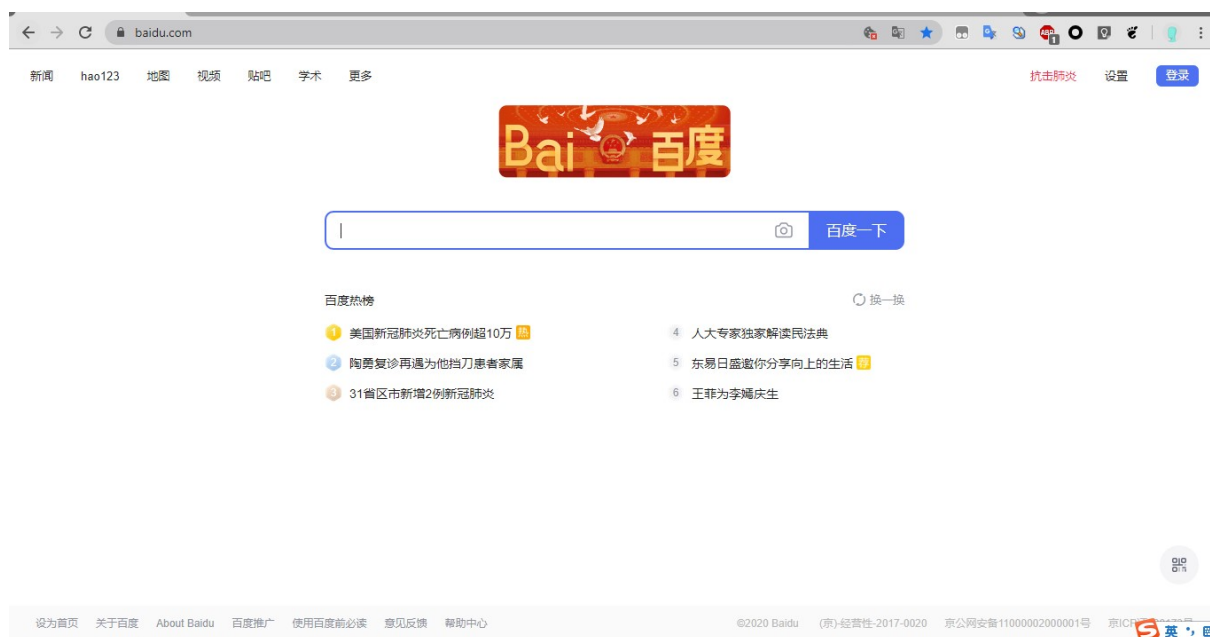 baidu.com
新闻 hao123 地图 视频 贴吧 学术 更多 抗击肺炎 设置 登录
Bai 百度
百度一下
百度热榜 换一换
1 美国新冠肺炎死亡病例超10万 热 4 人大专家独家解读民法典
2 陶勇复诊再遇为他挡刀患者家属 5 东易日盛邀你分享向上的生活 荐
3 31省区市新增2例新冠肺炎 6 王菲为李嫣庆生
设为首页 关于百度 About Baidu 百度推广 使用百度前必读 意见反馈 帮助中心 ©2020 Baidu (京)-经营性-2017-0020 京公网安备11000002000001号 京ICP
英